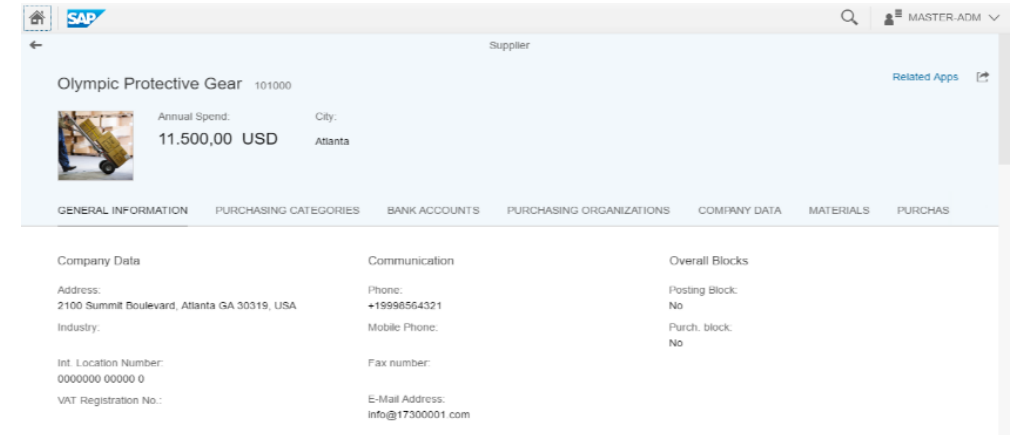 SAP
MASTER-ADM
Supplier
Olympic Protective Gear 101000
Related Apps
Annual Spend: City:
11.500,00 USD Atlanta
GENERAL INFORMATION PURCHASING CATEGORIES BANK ACCOUNTS PURCHASING ORGANIZATIONS COMPANY DATA MATERIALS PURCHAS
Company Data Communication Overall Blocks
Address: Phone: Posting Block:
2100 Summit Boulevard, Atlanta GA 30319, USA +19998564321 No
Industry: Mobile Phone: Purch. block:
No
Int. Location Number: Fax number:
0000000 00000 0
VAT Registration No.: E-Mail Address:
info@17300001.com